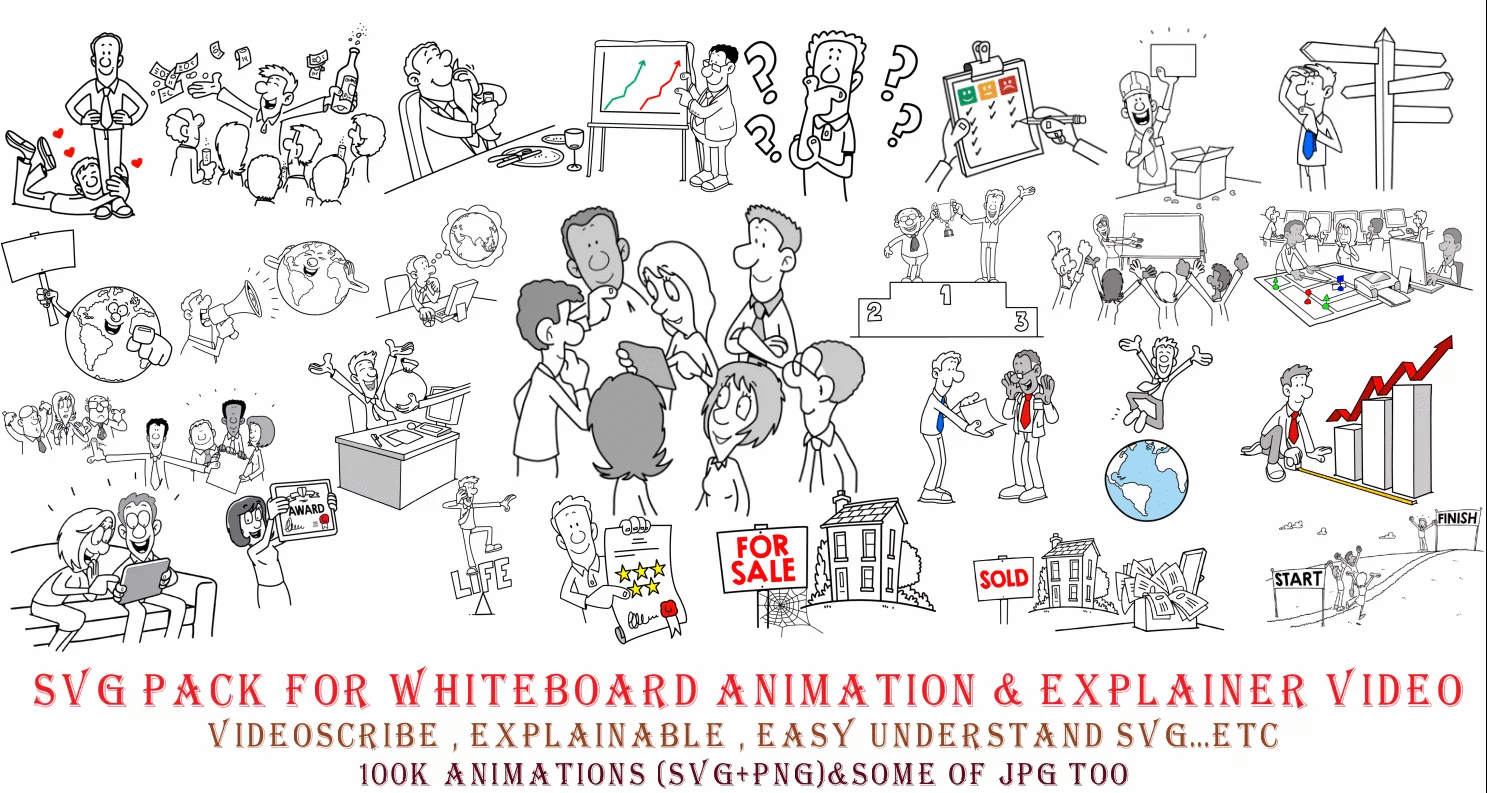 2 1 3
AWARD
LIFE
FOR
SALE
SOLD
START
FINISH
SVG PACK FOR WHITEBOARD ANIMATION & EXPLAINER VIDEO
VIDEOSCRIBE , EXPLAINABLE , EASY UNDERSTAND SVG...ETC
100K ANIMATIONS (SVG+PNG)&SOME OF JPG TOO